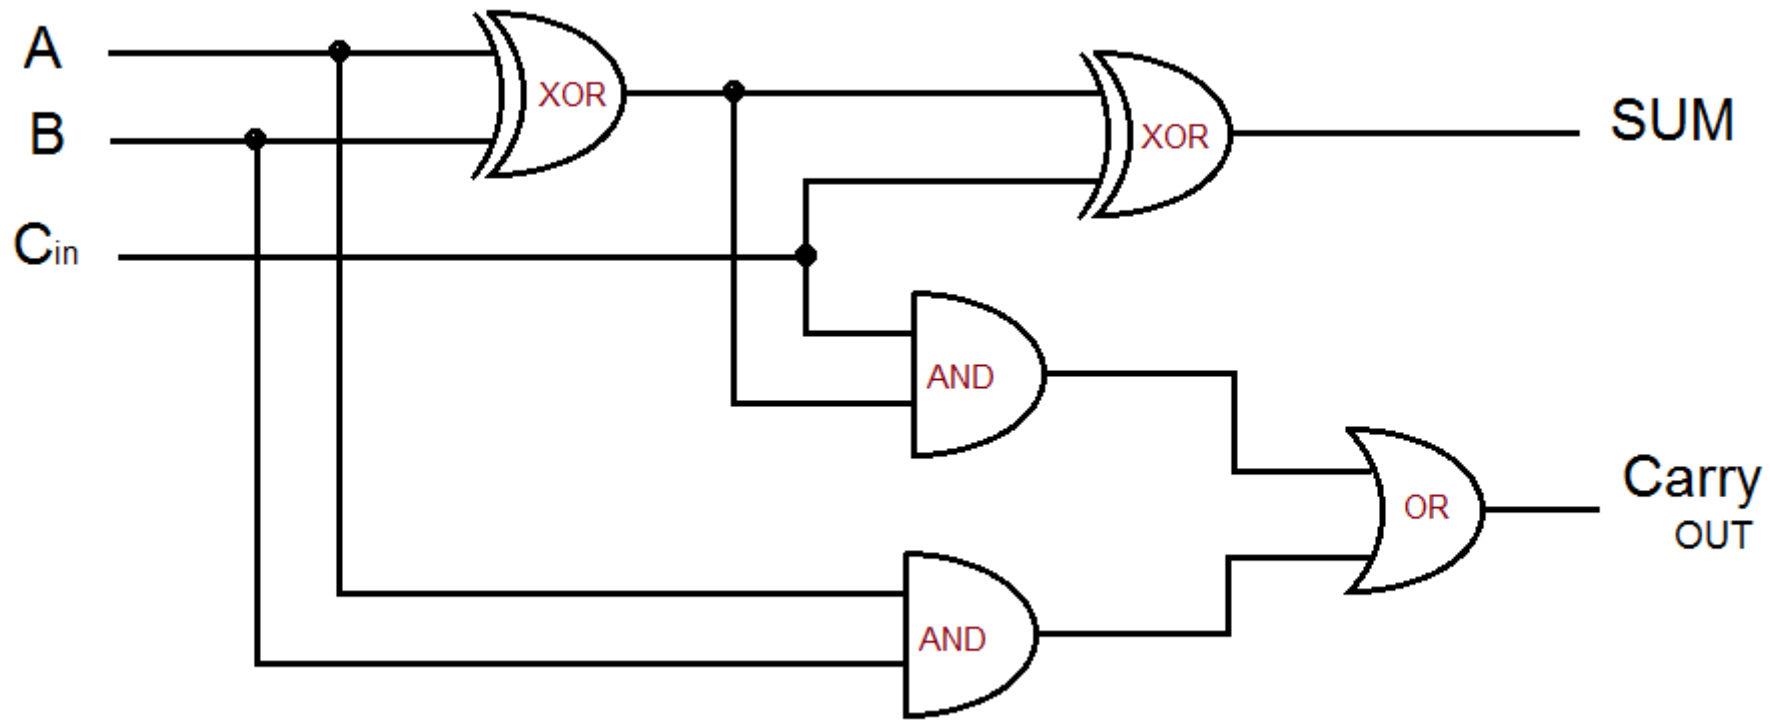 A
XOR
XOR
SUM
B
Cin
AND
Carry
OUT
OR
AND